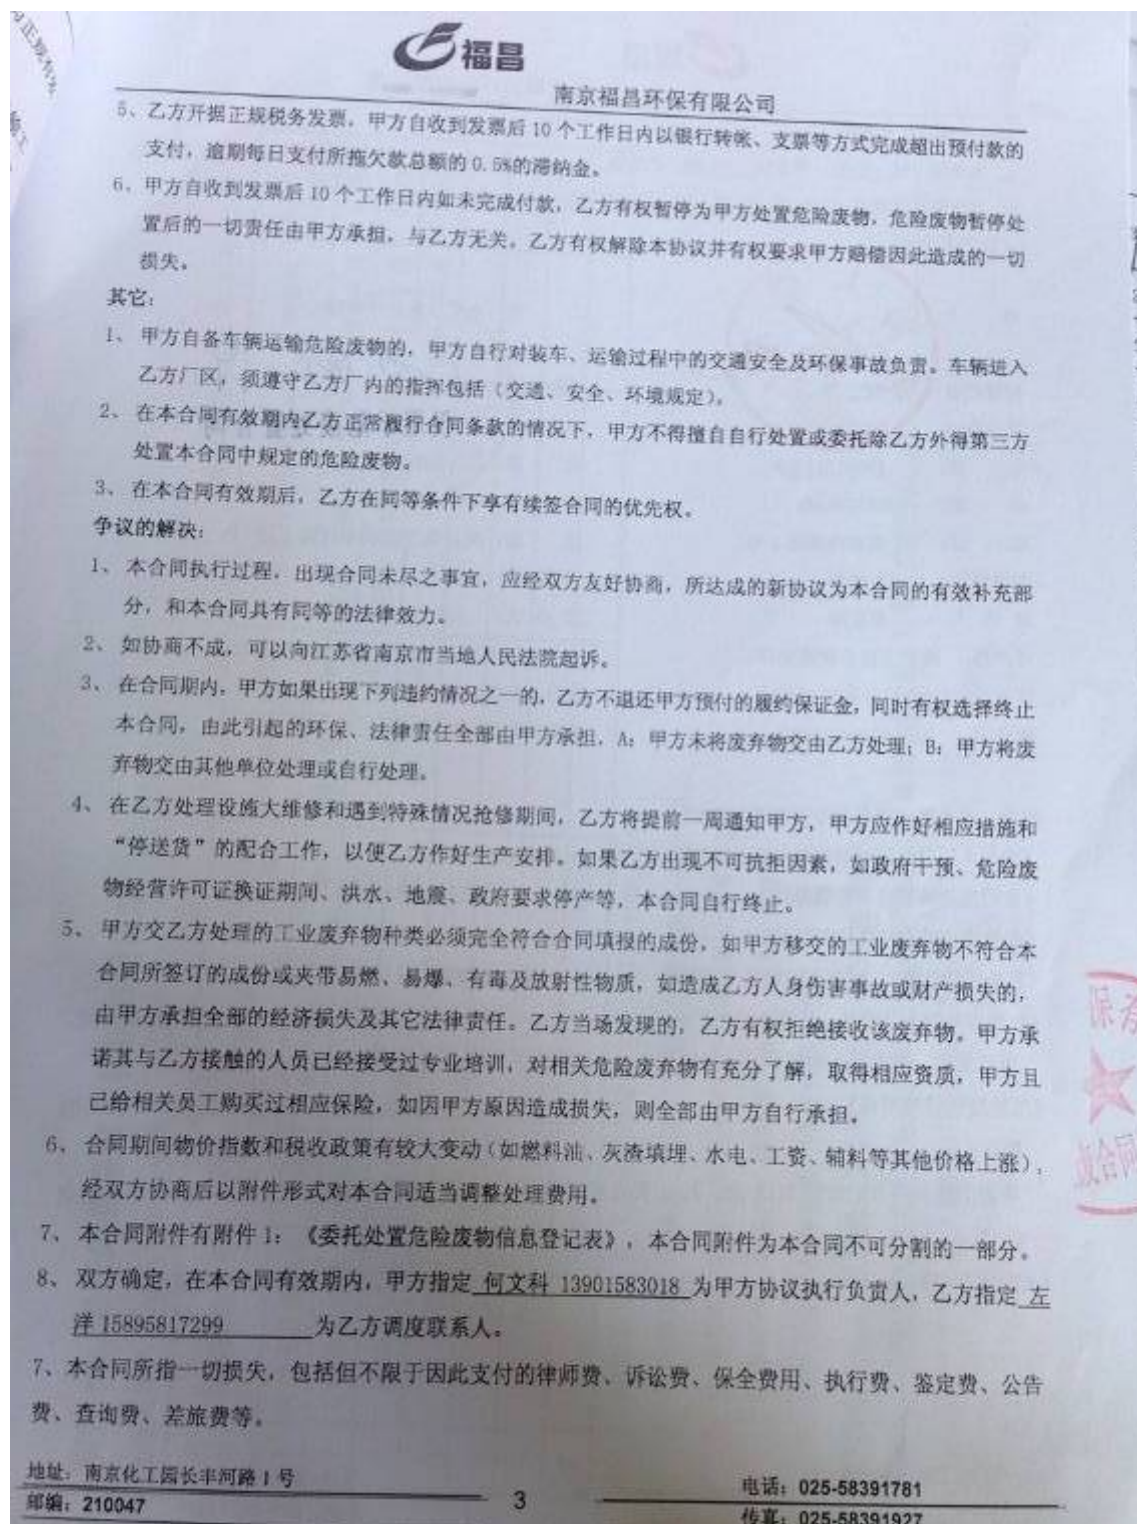 福昌
南京福昌环保有限公司
5、乙方开据正规税务发票，甲方自收到发票后 10 个工作日内以银行转帐、支票等方式完成超出预付款的
支付，逾期每日支付所拖欠款总额的 0.5%的滞纳金。
6、甲方自收到发票后 10 个工作日内如未完成付款，乙方有权暂停为甲方处置危险废物，危险废物暂停处
置后的一切责任由甲方承担，与乙方无关。乙方有权解除本协议并有权要求甲方赔偿因此造成的一切
损失。
其它：
1、 甲方自备车辆运输危险废物的，甲方自行对装车、运输过程中的交通安全及环保事故负责。车辆进入
乙方厂区，须遵守乙方厂内的指挥包括（交通、安全、环境规定）。
2、 在本合同有效期内乙方正常履行合同条款的情况下，甲方不得擅自自行处置或委托除乙方外得第三方
处置本合同中规定的危险废物。
3、 在本合同有效期后，乙方在同等条件下享有续签合同的优先权。
争议的解决：
1、 本合同执行过程，出现合同未尽之事宜，应经双方友好协商，所达成的新协议为本合同的有效补充部
分，和本合同具有同等的法律效力。
2、 如协商不成，可以向江苏省南京市当地人民法院起诉。
3、 在合同期内，甲方如果出现下列违约情况之一的，乙方不退还甲方预付的履约保证金，同时有权选择终止
本合同，由此引起的环保、法律责任全部由甲方承担。A：甲方未将废弃物交由乙方处理；B：甲方将废
弃物交由其他单位处理或自行处理。
4、 在乙方处理设施大维修和遇到特殊情况抢修期间，乙方将提前一周通知甲方，甲方应作好相应措施和
“停送货”的配合工作，以便乙方作好生产安排。如果乙方出现不可抗拒因素，如政府干预、危险废
物经营许可证换证期间、洪水、地震、政府要求停产等，本合同自行终止。
5、 甲方交乙方处理的工业废弃物种类必须完全符合合同填报的成份，如甲方移交的工业废弃物不符合本
合同所签订的成份或夹带易燃、易爆、有毒及放射性物质，如造成乙方人身伤害事故或财产损失的，
由甲方承担全部的经济损失及其它法律责任。乙方当场发现的，乙方有权拒绝接收该废弃物。甲方承
诺其与乙方接触的人员已经接受过专业培训，对相关危险废弃物有充分了解，取得相应资质，甲方且
已给相关员工购买过相应保险，如因甲方原因造成损失，则全部由甲方自行承担。
6、 合同期间物价指数和税收政策有较大变动（如燃料油、灰渣填埋、水电、工资、辅料等其他价格上涨），
经双方协商后以附件形式对本合同适当调整处理费用。
7、 本合同附件有附件 1：《委托处置危险废物信息登记表》，本合同附件为本合同不可分割的一部分。
8、 双方确定，在本合同有效期内，甲方指定 何文科 13901583018 为甲方协议执行负责人，乙方指定 左
洋 15895817299 为乙方调度联系人。
7、本合同所指一切损失，包括但不限于因此支付的律师费、诉讼费、保全费用、执行费、鉴定费、公告
费、查询费、差旅费等。
地址：南京化工园长丰河路 1 号
电话：025-58391781
邮编：210047
3
传真：025-58391927
合同